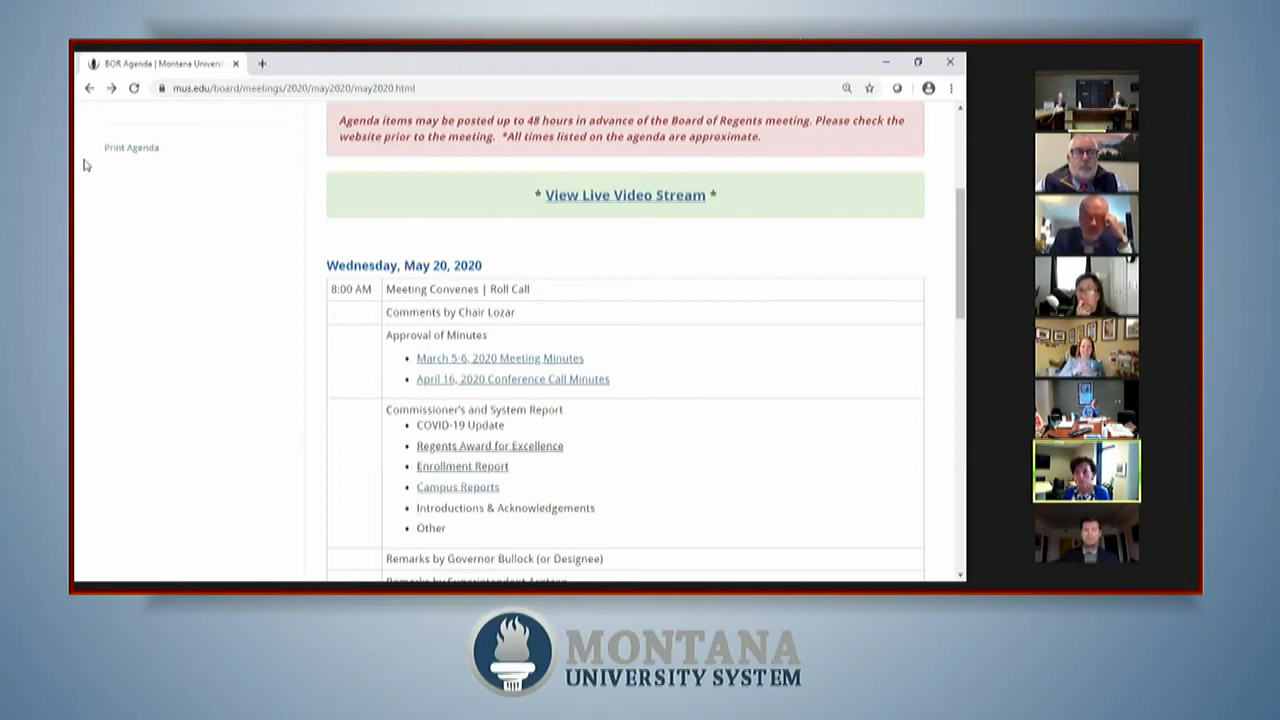 BOR Agenda | Montana Universi
mus.edu/board/meetings/2020/may2020/may2020.html
Print Agenda
Agenda items may be posted up to 48 hours in advance of the Board of Regents meeting. Please check the
website prior to the meeting. *All times listed on the agenda are approximate.
* View Live Video Stream *
Wednesday, May 20, 2020
8:00 AM Meeting Convenes | Roll Call
Comments by Chair Lozar
Approval of Minutes
• March 5-6, 2020 Meeting Minutes
• April 16, 2020 Conference Call Minutes
Commissioner's and System Report
• COVID-19 Update
• Regents Award for Excellence
• Enrollment Report
• Campus Reports
• Introductions & Acknowledgements
• Other
Remarks by Governor Bullock (or Designee)
MONTANA
UNIVERSITY SYSTEM